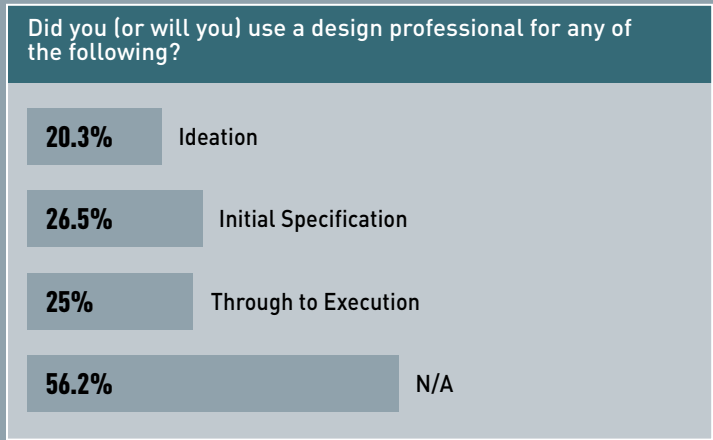 Did you (or will you) use a design professional for any of
the following?
20.3% Ideation
26.5% Initial Specification
25% Through to Execution
56.2% N/A